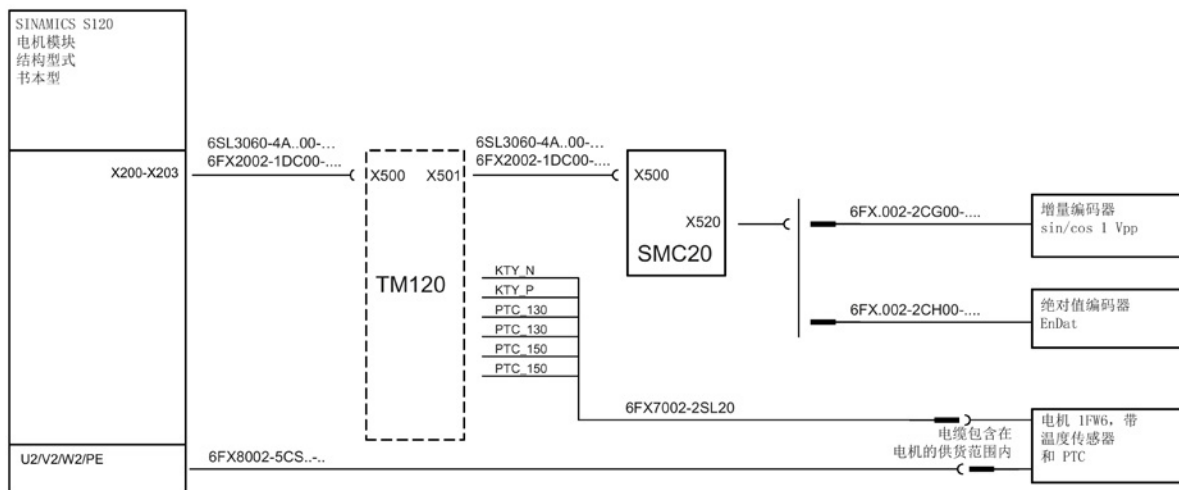 SINAMICS S120
电机模块
结构型式
书本型
6SL3060-4A..00-...
6FX2002-1DC00-....
X200-X203
X500
X501
TM120
6SL3060-4A..00-...
6FX2002-1DC00-....
X500
X520
SMC20
6FX.002-2CG00-....
增量编码器
sin/cos 1 Vpp
KTY_N
KTY_P
PTC_130
PTC_130
PTC_150
PTC_150
6FX.002-2CH00-....
绝对值编码器
EnDat
6FX7002-2SL20
电缆包含在
电机的供货范围内
电机 1FW6, 带
温度传感器
和 PTC
U2/V2/W2/PE
6FX8002-5CS..-..